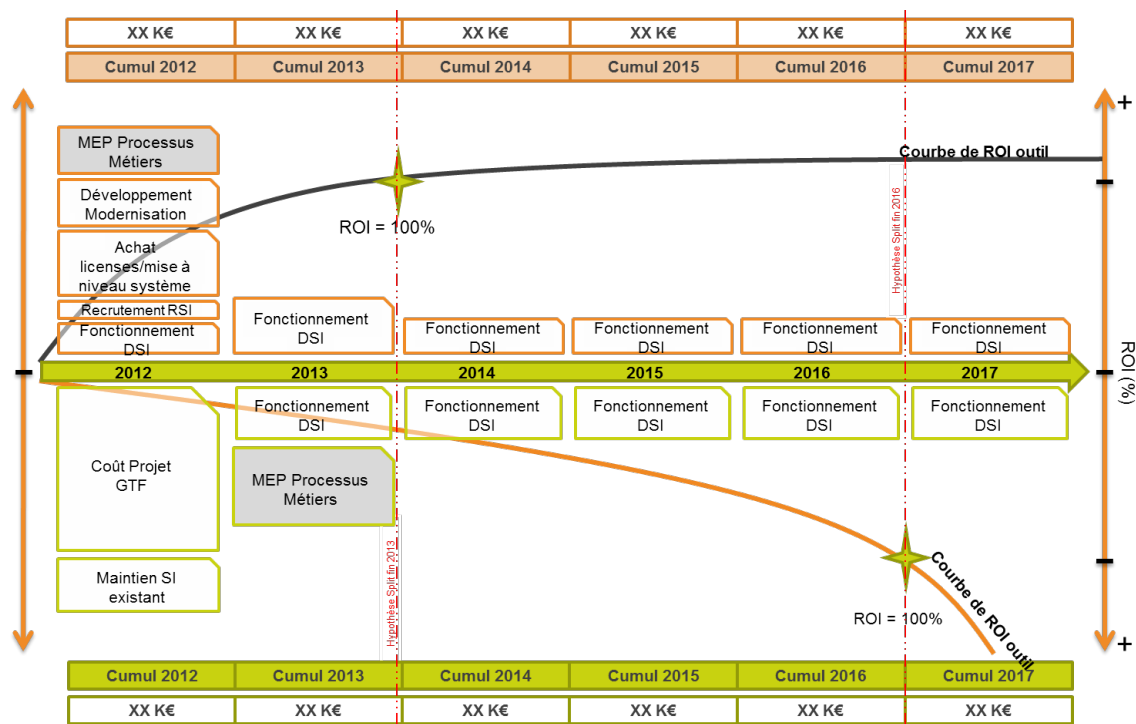 XX K€ XX K€ XX K€ XX K€ XX K€ XX K€
Cumul 2012 Cumul 2013 Cumul 2014 Cumul 2015 Cumul 2016 Cumul 2017
+
MEP Processus
Métiers
Courbe de ROI outil
Développement
Modernisation
ROI = 100%
Hypothèse Split fin 2016
Achat
licenses/mise à
niveau système
Recrutement RSI
Fonctionnement
DSI
Fonctionnement
DSI
Fonctionnement
DSI
Fonctionnement
DSI
Fonctionnement
DSI
Fonctionnement
DSI
2012 2013 2014 2015 2016 2017
ROI (%)
Fonctionnement
DSI
Fonctionnement
DSI
Fonctionnement
DSI
Fonctionnement
DSI
Fonctionnement
DSI
Coût Projet
GTF
MEP Processus
Métiers
Hypothèse Split fin 2013
Maintien SI
existant
Courbe de ROI outil
ROI = 100%
+
Cumul 2012 Cumul 2013 Cumul 2014 Cumul 2015 Cumul 2016 Cumul 2017
XX K€ XX K€ XX K€ XX K€ XX K€ XX K€